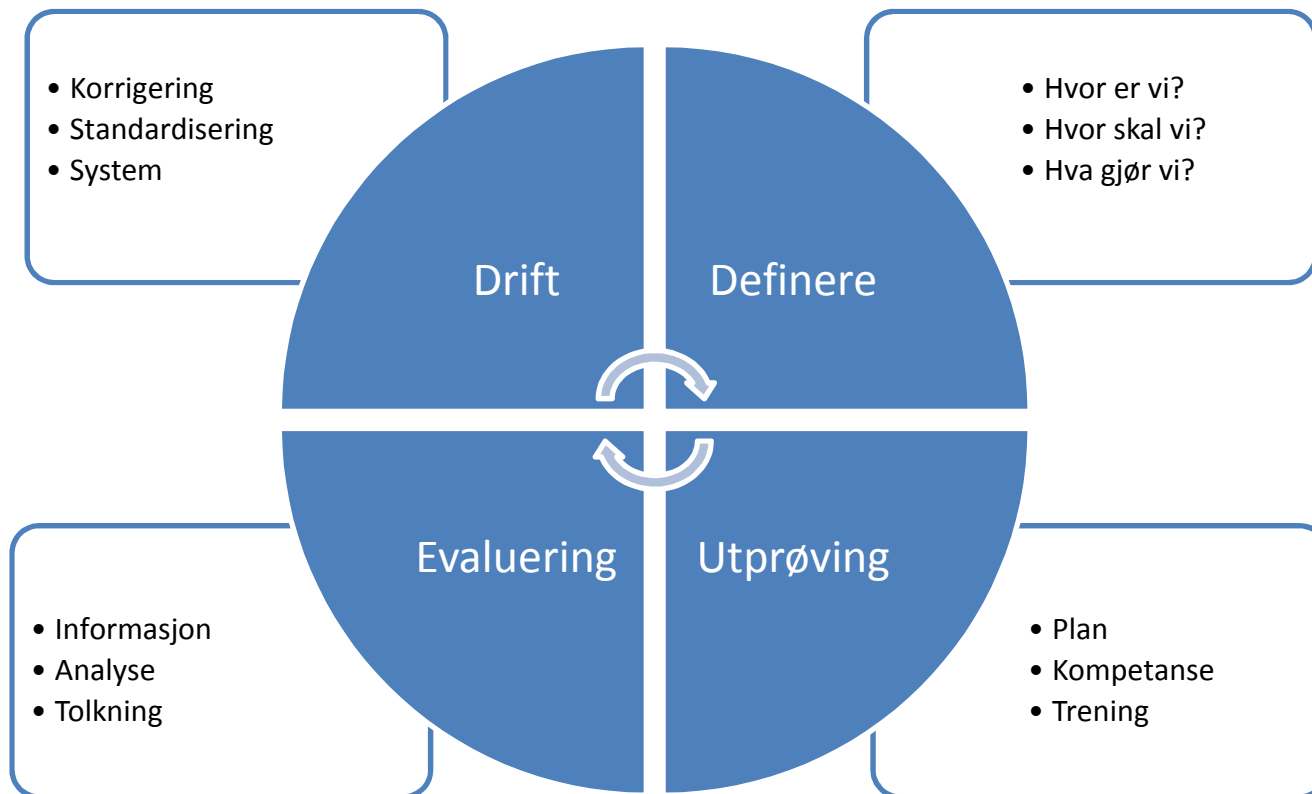 • Korrigering
• Standardisering
• System
• Hvor er vi?
• Hvor skal vi?
• Hva gjør vi?
Drift
Definere
Evaluering
Utprøving
• Informasjon
• Analyse
• Tolkning
• Plan
• Kompetanse
• Trening